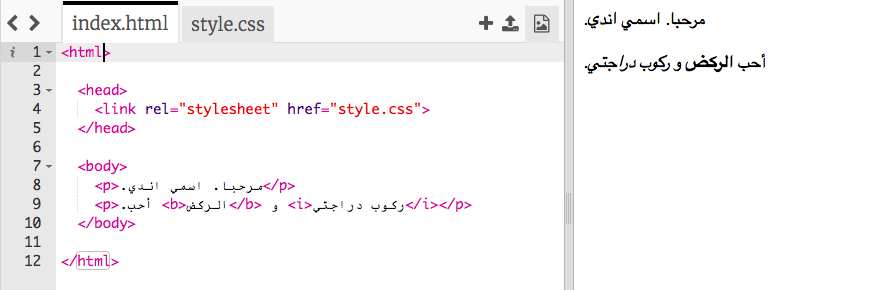 index.html style.css
i 1 <html>
2
3 <head>
4 <link rel="stylesheet" href="style.css">
5 </head>
6
7 <body>
8 <p>مرحبا. اسمي اندي.</p>
9 <p>أحب <b>الركض</b> و <i>ركوب دراجتي</i>.</p>
10 </body>
11
12 </html>
مرحبا. اسمي اندي.
أحب الركض و ركوب دراجتي.